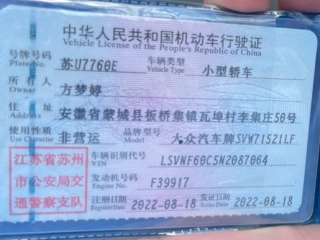 中华人民共和国机动车行驶证
Vehicle License of the People's Republic of China
号牌号码 Plate No. 苏U7760E 车辆类型 Vehicle Type 小型轿车
所有人 Owner 方梦婷
住址 Address 安徽省蒙城县板桥集镇瓦埠村李集庄50号
使用性质 Use Character 非营运 品牌型号 Model 大众汽车牌SVW71521LF
江苏省苏州市公安局交通警察支队
车辆识别代号 VIN LSVNF60C5N2087064
发动机号码 Engine No. F39917
注册日期 Register Date 2022-08-18 发证日期 Issue Date 2022-08-18